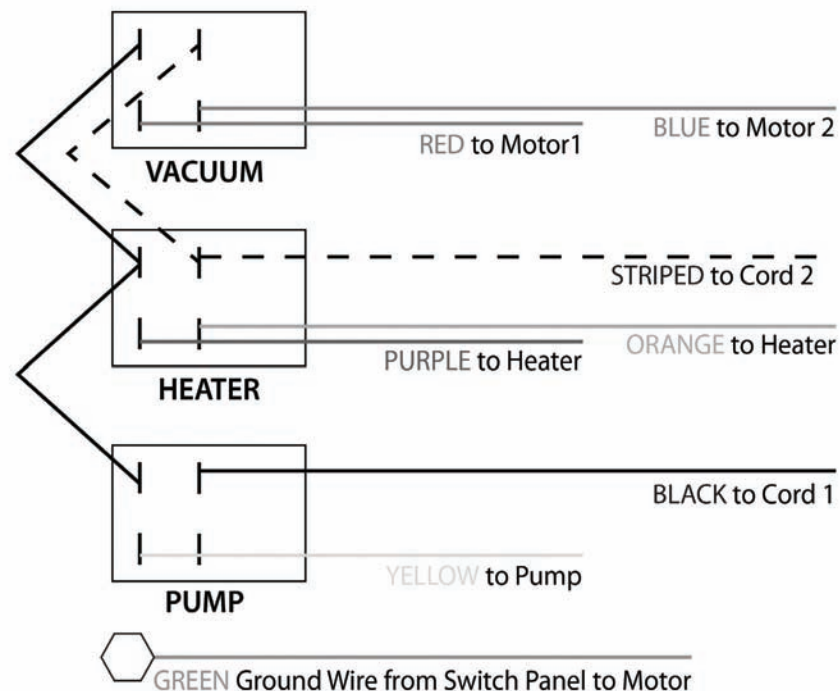 RED to Motor1
BLUE to Motor 2
VACUUM
STRIPED to Cord 2
PURPLE to Heater
ORANGE to Heater
HEATER
BLACK to Cord 1
YELLOW to Pump
PUMP
GREEN Ground Wire from Switch Panel to Motor